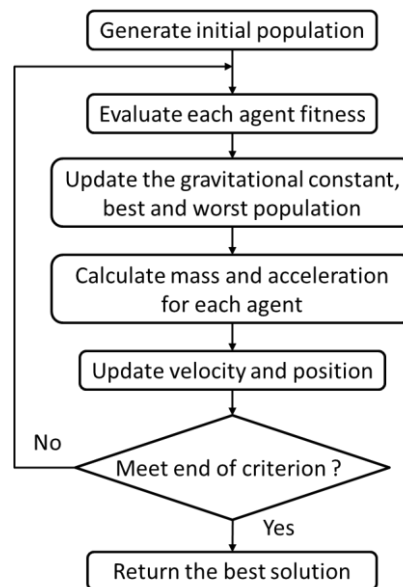 Generate initial population
Evaluate each agent fitness
Update the gravitational constant,
best and worst population
Calculate mass and acceleration
for each agent
Update velocity and position
No
Meet end of criterion ?
Yes
Return the best solution